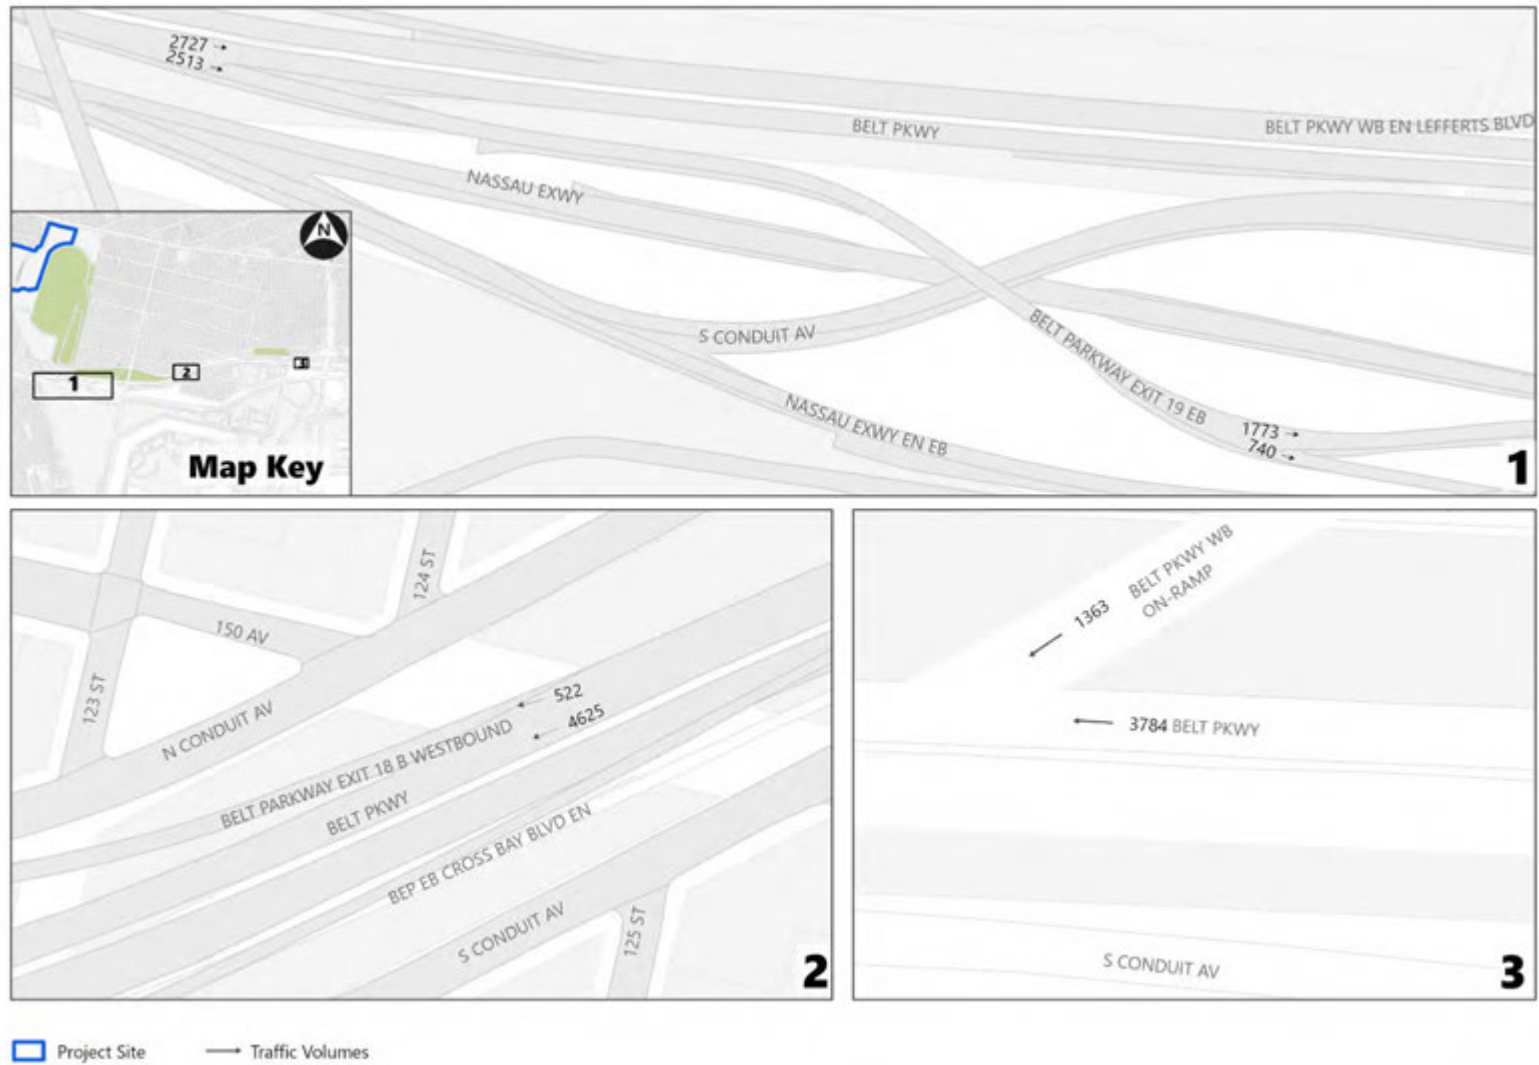 2727
2513
BELT PKWY
BELT PKWY WB EN LEFFERTS BLVD
NASSAU EXWY
N
S CONDUIT AV
BELT PARKWAY EXIT 19 EB
1
2
NASSAU EXWY EN EB
1773
740
Map Key
1
124 ST
150 AV
123 ST
N CONDUIT AV
522
4625
BELT PARKWAY EXIT 18 B WESTBOUND
BELT PKWY
BEP EB CROSS BAY BLVD EN
S CONDUIT AV
125 ST
2
BELT PKWY WB
ON-RAMP
1363
3784 BELT PKWY
S CONDUIT AV
3
Project Site
Traffic Volumes